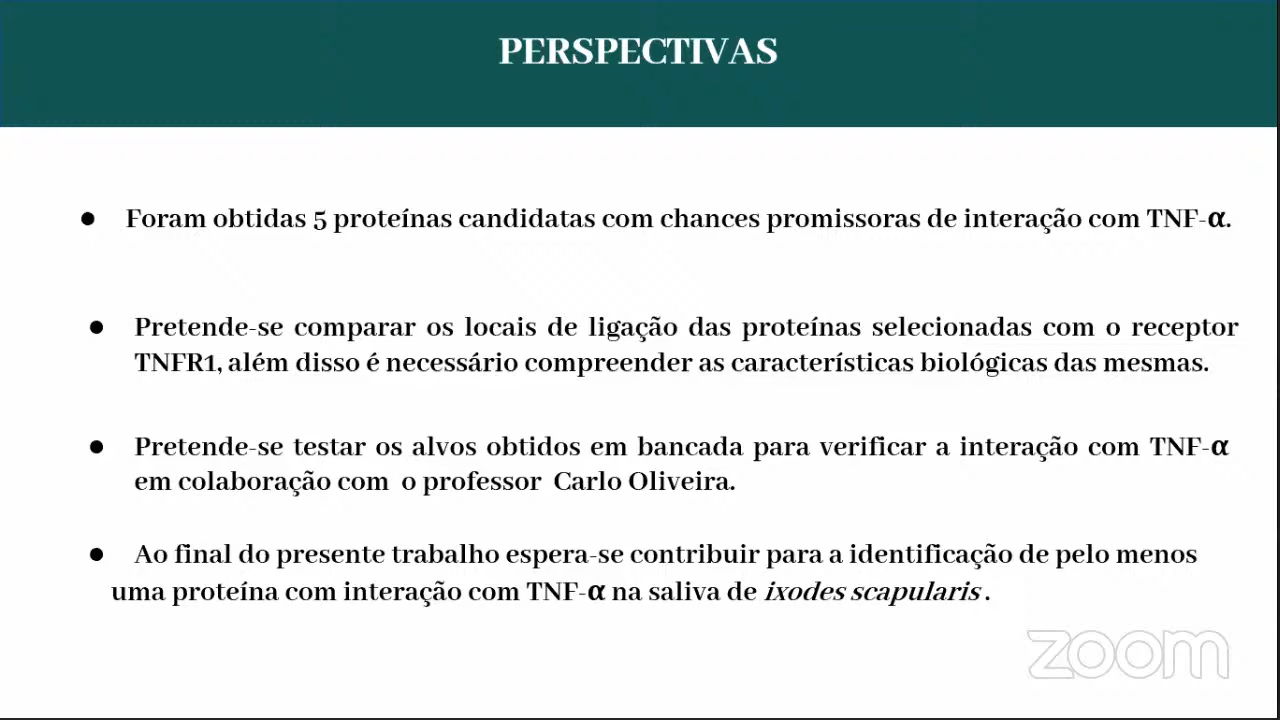 PERSPECTIVAS
● Foram obtidas 5 proteínas candidatas com chances promissoras de interação com TNF-α.
● Pretende-se comparar os locais de ligação das proteínas selecionadas com o receptor
TNFR1, além disso é necessário compreender as características biológicas das mesmas.
● Pretende-se testar os alvos obtidos em bancada para verificar a interação com TNF-α
em colaboração com o professor Carlo Oliveira.
● Ao final do presente trabalho espera-se contribuir para a identificação de pelo menos
uma proteína com interação com TNF-α na saliva de ixodes scapularis .
zoom